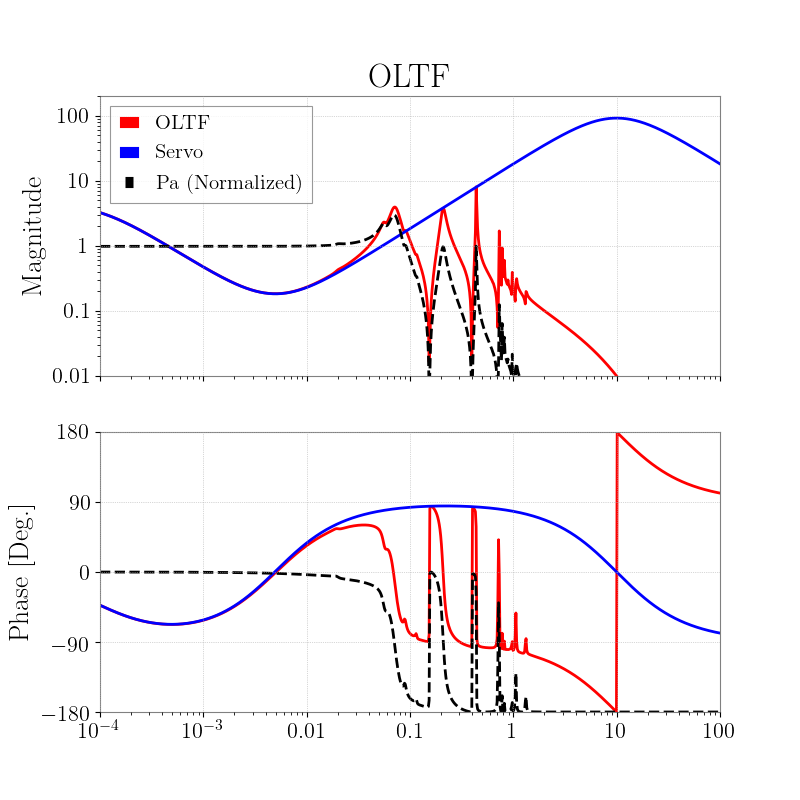 OLTF
100
10
1
0.1
0.01
Magnitude
OLTF
Servo
Pa (Normalized)
180
90
0
−90
−180
Phase [Deg.]
10⁻⁴
10⁻³
0.01
0.1
1
10
100